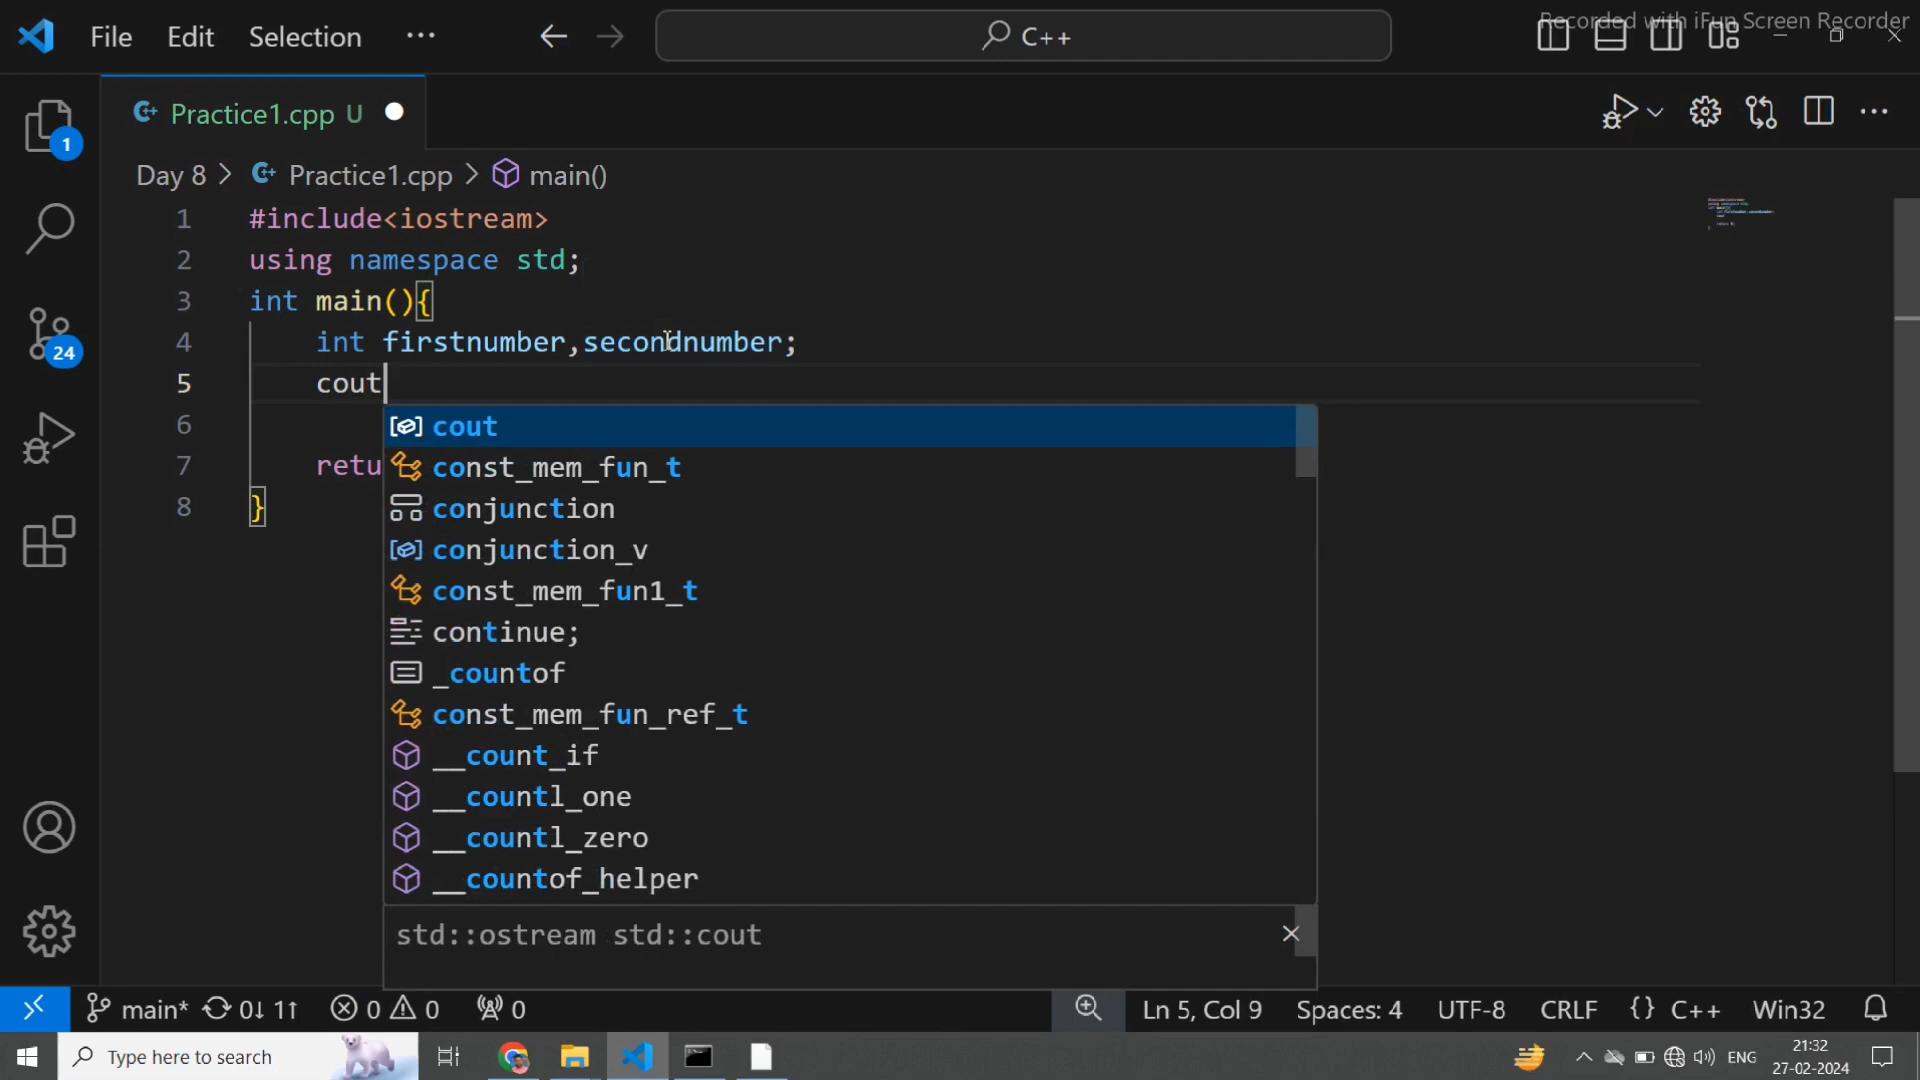 File Edit Selection ... C++
Recorded with iFun Screen Recorder
Practice1.cpp U
Day 8 > Practice1.cpp > main()
1 #include<iostream>
2 using namespace std;
3 int main(){
4 int firstnumber,secondnumber;
5 cout
6
7 retu
8 }
cout
const_mem_fun_t
conjunction
conjunction_v
const_mem_fun1_t
continue;
_countof
const_mem_fun_ref_t
__count_if
__countl_one
__countl_zero
__countof_helper
std::ostream std::cout
1
24
main* 0↓ 1↑ 0 0 0 Ln 5, Col 9 Spaces: 4 UTF-8 CRLF {} C++ Win32
Type here to search ENG
21:32
27-02-2024